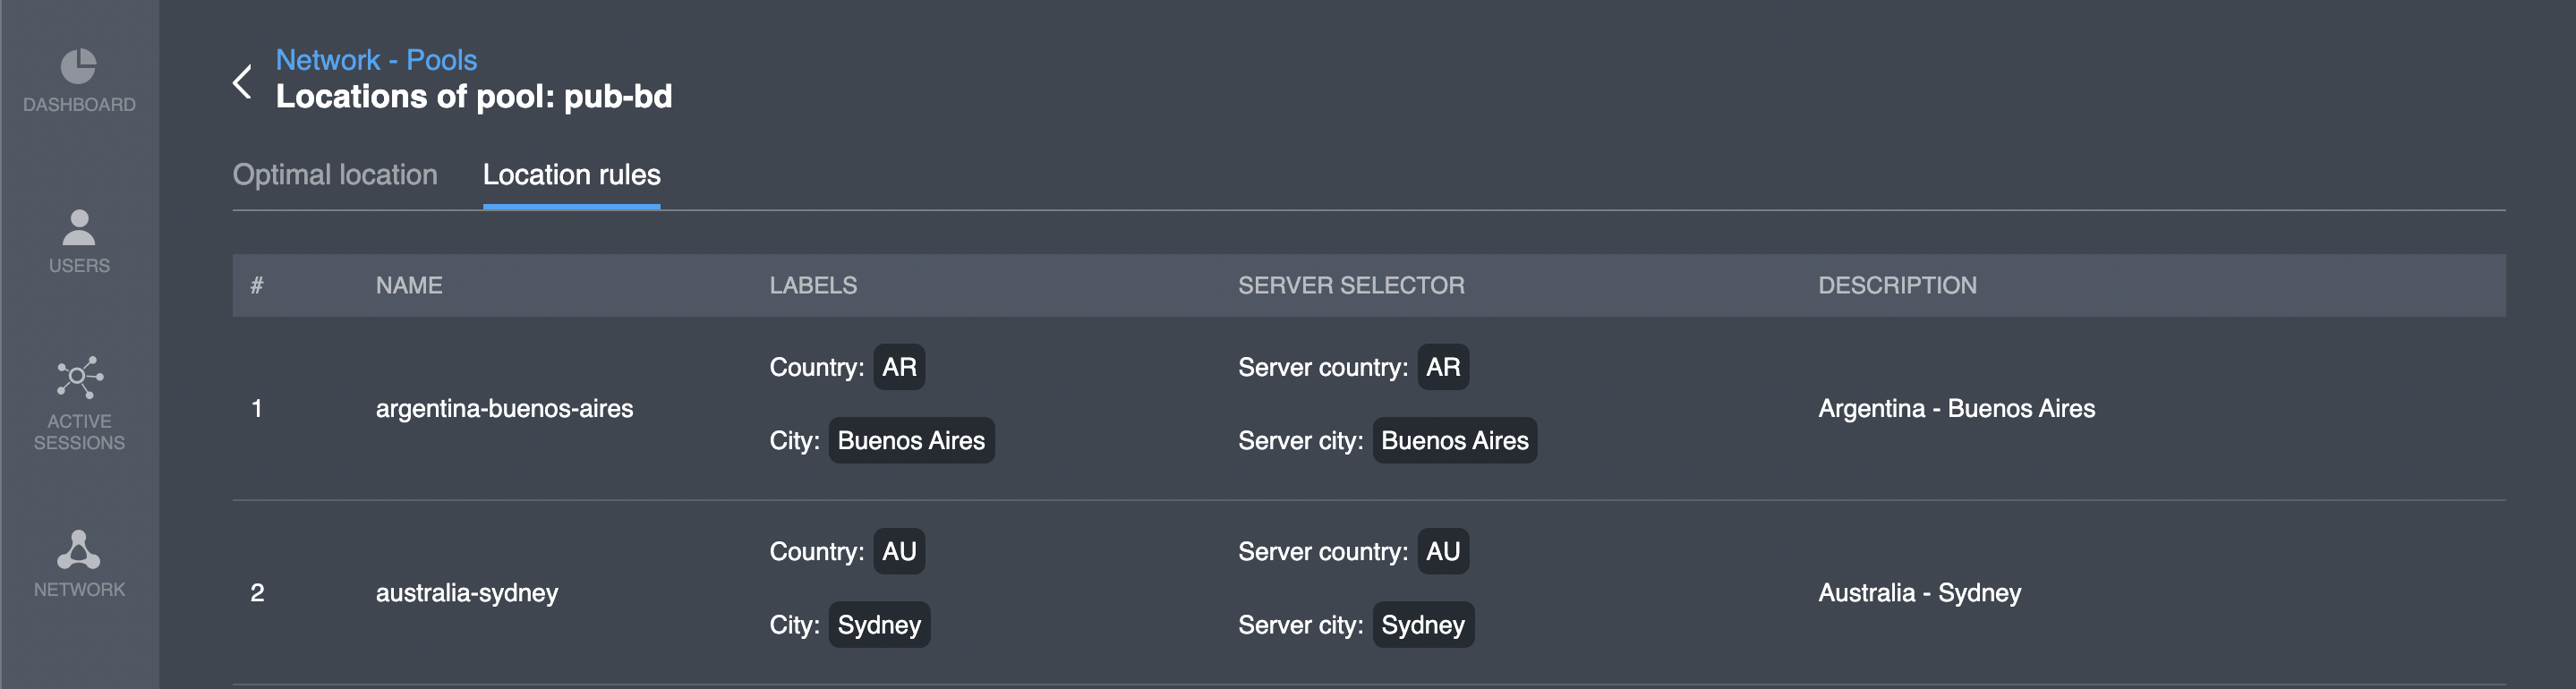 DASHBOARD
USERS
ACTIVE
SESSIONS
NETWORK
Network - Pools
Locations of pool: pub-bd
Optimal location Location rules
# NAME LABELS SERVER SELECTOR DESCRIPTION
1 argentina-buenos-aires Country: AR Server country: AR Argentina - Buenos Aires
City: Buenos Aires Server city: Buenos Aires
2 australia-sydney Country: AU Server country: AU Australia - Sydney
City: Sydney Server city: Sydney